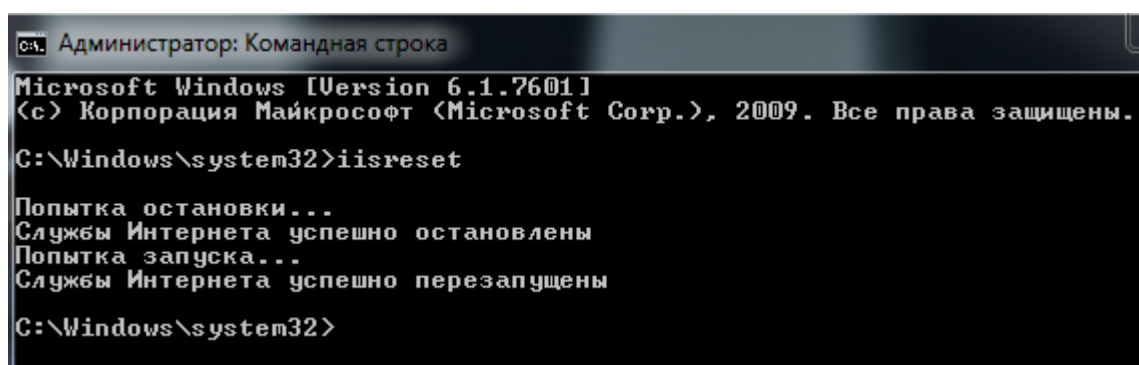 Администратор: Командная строка
Microsoft Windows [Version 6.1.7601]
(c) Корпорация Майкрософт (Microsoft Corp.), 2009. Все права защищены.
C:\Windows\system32>iisreset
Попытка остановки...
Службы Интернета успешно остановлены
Попытка запуска...
Службы Интернета успешно перезапущены
C:\Windows\system32>